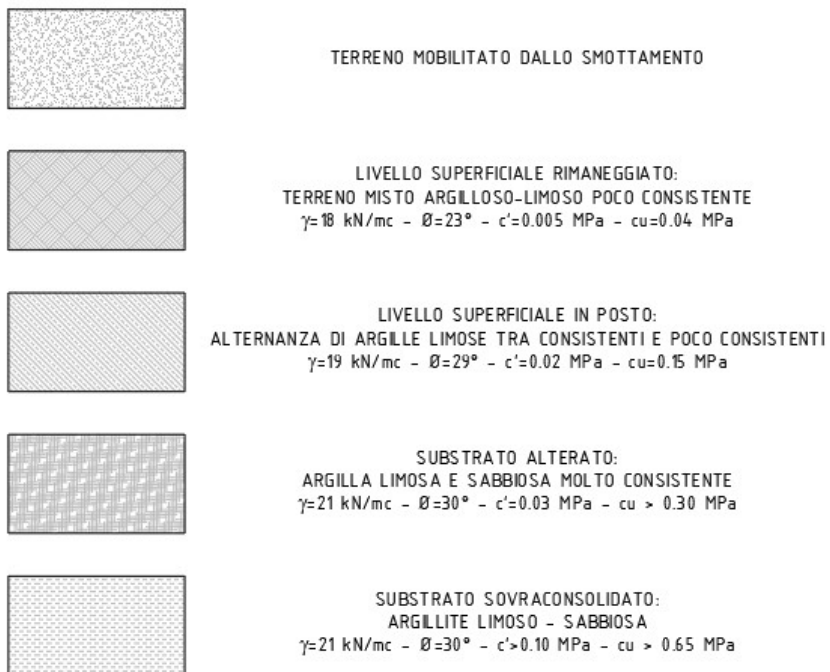 TERRENO MOBILITATO DALLO SMOTTAMENTO
LIVELLO SUPERFICIALE RIMANEGGIATO:
TERRENO MISTO ARGILLOSO-LIMOSO POCO CONSISTENTE
γ=18 kN/mc - Ø=23° - c'=0.005 MPa - cu=0.04 MPa
LIVELLO SUPERFICIALE IN POSTO:
ALTERNANZA DI ARGILLE LIMOSE TRA CONSISTENTI E POCO CONSISTENTI
γ=19 kN/mc - Ø=29° - c'=0.02 MPa - cu=0.15 MPa
SUBSTRATO ALTERATO:
ARGILLA LIMOSA E SABBIOSA MOLTO CONSISTENTE
γ=21 kN/mc - Ø=30° - c'=0.03 MPa - cu > 0.30 MPa
SUBSTRATO SOVRACONSOLIDATO:
ARGILLITE LIMOSO - SABBIOSA
γ=21 kN/mc - Ø=30° - c'>0.10 MPa - cu > 0.65 MPa